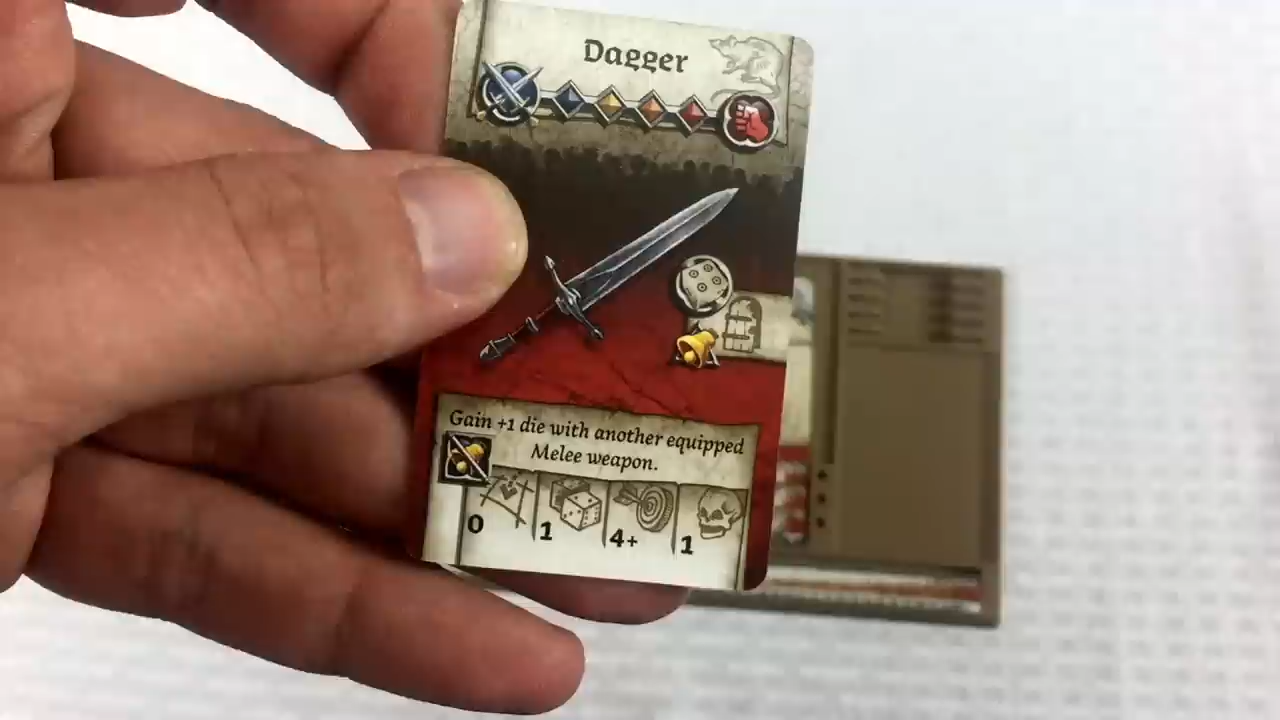 Dagger
Gain +1 die with another equipped
Melee weapon.
0 1 4+ 1